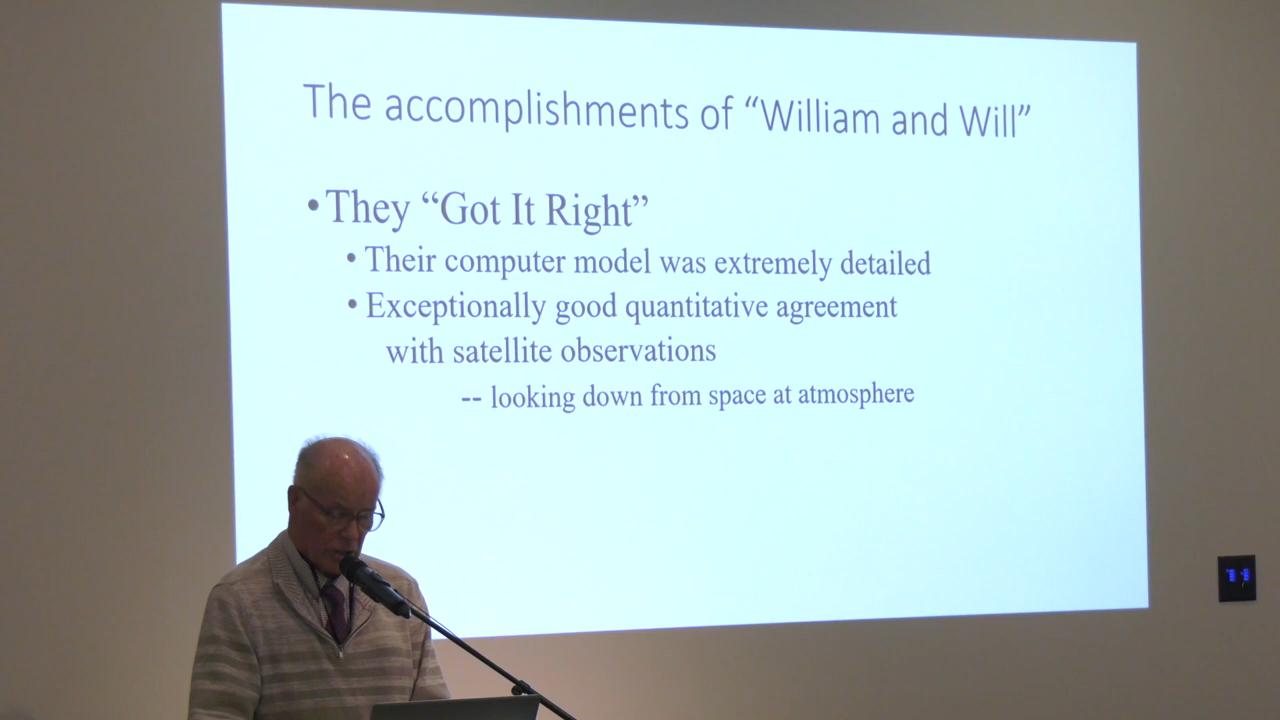 The accomplishments of “William and Will”
•They “Got It Right”
• Their computer model was extremely detailed
• Exceptionally good quantitative agreement
with satellite observations
-- looking down from space at atmosphere